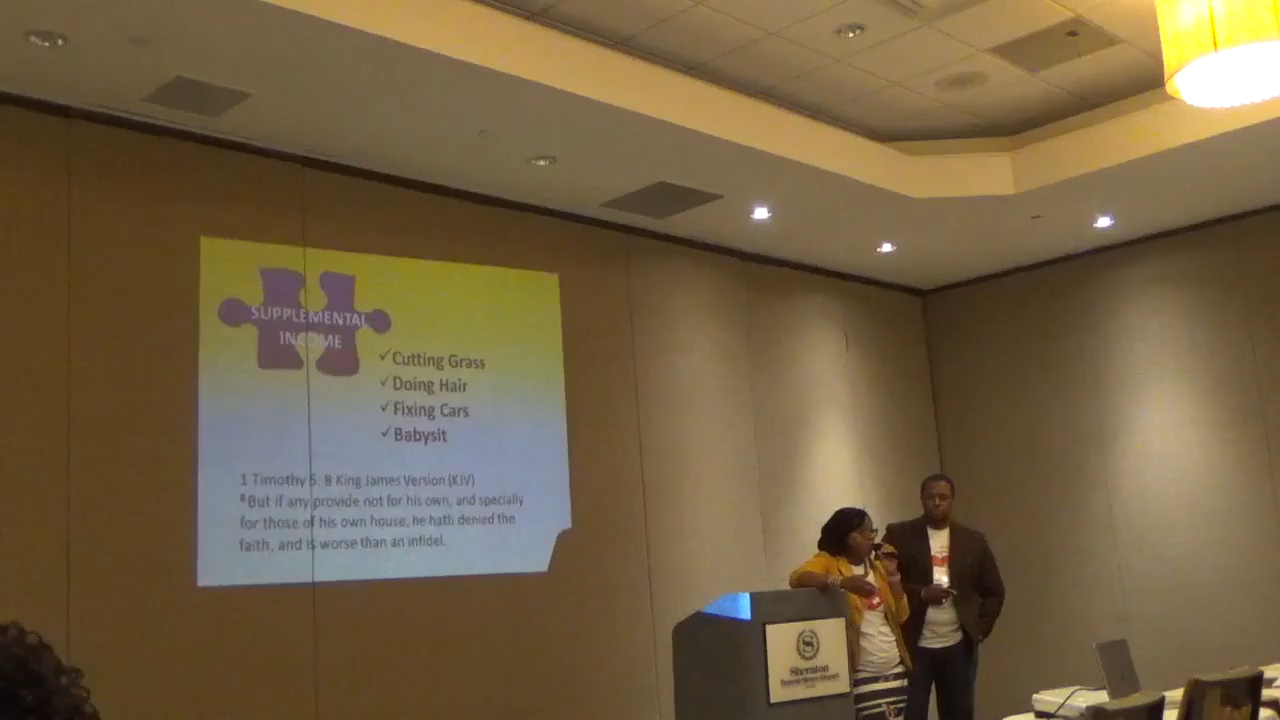 SUPPLEMENTAL
INCOME
✓Cutting Grass
✓Doing Hair
✓Fixing Cars
✓Babysit
1 Timothy 5: 8 King James Version (KJV)
8 But if any provide not for his own, and specially
for those of his own house, he hath denied the
faith, and is worse than an infidel.
S
Sheraton